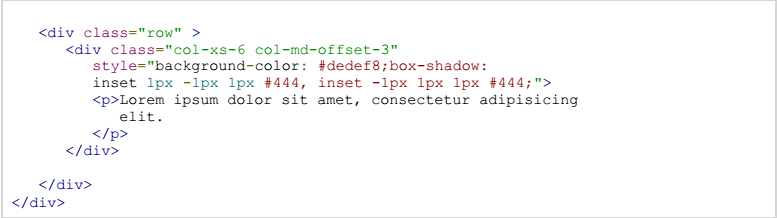 <div class="row" >
<div class="col-xs-6 col-md-offset-3"
style="background-color: #dedef8;box-shadow:
inset 1px -1px 1px #444, inset -1px 1px 1px #444;">
<p>Lorem ipsum dolor sit amet, consectetur adipisicing
elit.
</p>
</div>
</div>
</div>